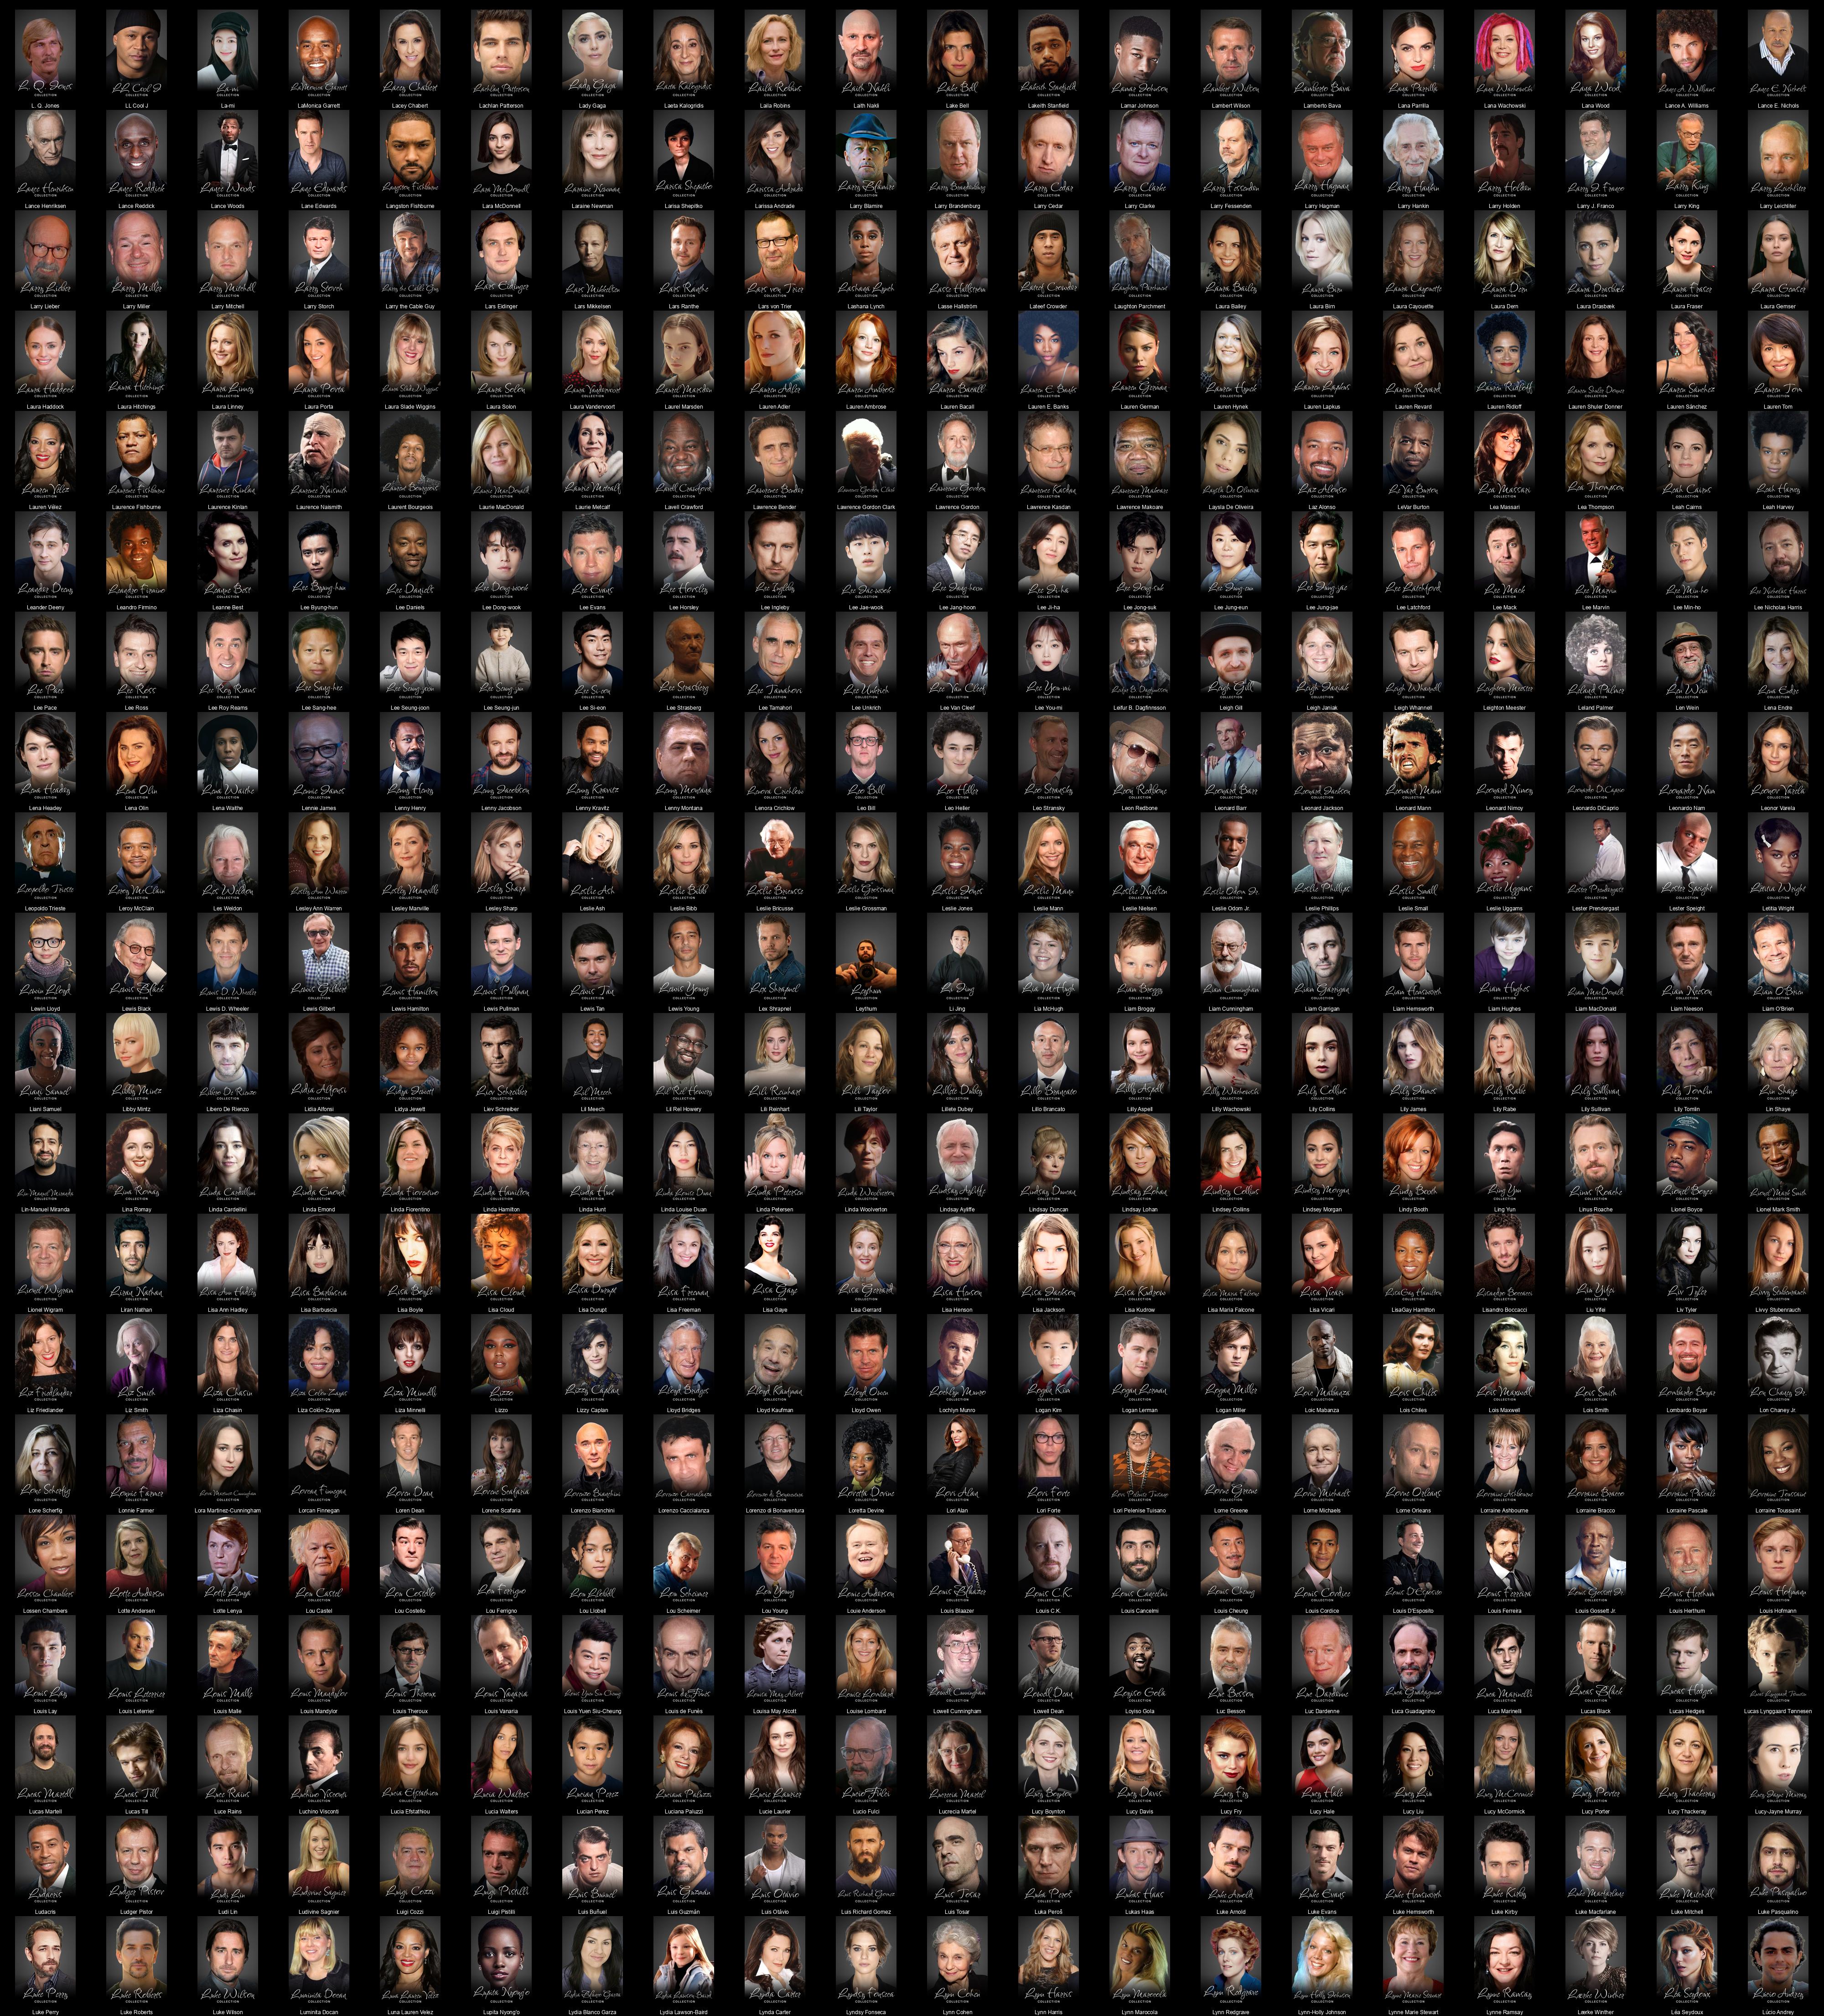 L. Q. Jones LL Cool J La-mi LaMonica Garrett Lacey Chabert Lachlan Patterson Lady Gaga Laeta Kalogridis Laila Robins Laith Nakli Lake Bell Lakeith Stanfield Lamar Johnson Lambert Wilson Lamberto Bava Lana Parrilla Lana Wachowski Lana Wood Lance A. Williams Lance E. Nichols
Lance Henriksen Lance Reddick Lance Woods Lane Edwards Langston Fishburne Lara McDonnell Laraine Newman Larisa Shepitko Larissa Andrade Larry Blamire Larry Brandenburg Larry Cedar Larry Clarke Larry Fessenden Larry Hagman Larry Hankin Larry Holden Larry J. Franco Larry King Larry Leichliter
Larry Lieber Larry Miller Larry Mitchell Larry Storch Larry the Cable Guy Lars Eidinger Lars Mikkelsen Lars Ranthe Lars von Trier Lashana Lynch Lasse Hallström Lateef Crowder Laughton Parchment Laura Bailey Laura Birn Laura Cayouette Laura Dern Laura Drasbæk Laura Fraser Laura Gemser
Laura Haddock Laura Hitchings Laura Linney Laura Porta Laura Slade Wiggins Laura Solon Laura Vandervoort Laurel Marsden Lauren Adler Lauren Ambrose Lauren Bacall Lauren E. Banks Lauren German Lauren Hynek Lauren Lapkus Lauren Revard Lauren Ridloff Lauren Shuler Donner Lauren Sánchez Lauren Tom
Lauren Vélez Laurence Fishburne Laurence Kinlan Laurence Naismith Laurent Bourgeois Laurie MacDonald Laurie Metcalf Lavell Crawford Lawrence Bender Lawrence Gordon Clark Lawrence Gordon Lawrence Kasdan Lawrence Makoare Laysla De Oliveira Laz Alonso LeVar Burton Lea Massari Lea Thompson Leah Cairns Leah Harvey
Leander Deeny Leandro Firmino Leanne Best Lee Byung-hun Lee Daniels Lee Dong-wook Lee Evans Lee Horsley Lee Ingleby Lee Jae-wook Lee Jang-hoon Lee Ji-ha Lee Jong-suk Lee Jung-eun Lee Jung-jae Lee Latchford Lee Mack Lee Marvin Lee Min-ho Lee Nicholas Harris
Lee Pace Lee Ross Lee Roy Reams Lee Sang-hee Lee Seung-joon Lee Seung-jun Lee Si-eon Lee Strasberg Lee Tamahori Lee Unkrich Lee Van Cleef Lee You-mi Leifur B. Dagfinnsson Leigh Gill Leigh Janiak Leigh Whannell Leighton Meester Leland Palmer Len Wein Lena Endre
Lena Headey Lena Olin Lena Waithe Lennie James Lenny Henry Lenny Jacobson Lenny Kravitz Lenny Montana Lenora Crichlow Leo Bill Leo Heller Leo Stransky Leon Redbone Leonard Barr Leonard Jackson Leonard Mann Leonard Nimoy Leonardo DiCaprio Leonardo Nam Leonor Varela
Leopoldo Trieste Leroy McClain Les Weldon Lesley Ann Warren Lesley Manville Lesley Sharp Leslie Ash Leslie Bibb Leslie Bricusse Leslie Grossman Leslie Jones Leslie Mann Leslie Nielsen Leslie Odom Jr. Leslie Phillips Leslie Small Leslie Uggams Lester Prendergast Lester Speight Letitia Wright
Lewin Lloyd Lewis Black Lewis D. Wheeler Lewis Gilbert Lewis Hamilton Lewis Pullman Lewis Tan Lewis Young Lex Shrapnel Leythum Li Jing Lia McHugh Liam Broggy Liam Cunningham Liam Garrigan Liam Hemsworth Liam Hughes Liam MacDonald Liam Neeson Liam O'Brien
Liani Samuel Libby Mintz Libero De Rienzo Lidia Alfonsi Lidya Jewett Liev Schreiber Lil Meech Lil Rel Howery Lili Reinhart Lili Taylor Lillete Dubey Lillo Brancato Lilly Aspell Lilly Wachowski Lily Collins Lily James Lily Rabe Lily Sullivan Lily Tomlin Lin Shaye
Lin-Manuel Miranda Lina Romay Linda Cardellini Linda Emond Linda Fiorentino Linda Hamilton Linda Hunt Linda Louise Duan Linda Petersen Linda Woolverton Lindsay Ayliffe Lindsay Duncan Lindsay Lohan Lindsey Collins Lindsey Morgan Lindy Booth Ling Yun Linus Roache Lionel Boyce Lionel Mark Smith
Lionel Wigram Liran Nathan Lisa Ann Hadley Lisa Barbuscia Lisa Boyle Lisa Cloud Lisa Durupt Lisa Freeman Lisa Gaye Lisa Gerrard Lisa Henson Lisa Jackson Lisa Kudrow Lisa Maria Falcone Lisa Vicari LisaGay Hamilton Lisandro Boccacci Liu Yifei Liv Tyler Livvy Stubenrauch
Liz Friedlander Liz Smith Liza Chasin Liza Colón-Zayas Liza Minnelli Lizzo Lizzy Caplan Lloyd Bridges Lloyd Kaufman Lloyd Owen Lochlyn Munro Logan Kim Logan Lerman Logan Miller Loïc Mabanza Lois Chiles Lois Maxwell Lois Smith Lombardo Boyar Lon Chaney Jr.
Lone Scherfig Lonnie Farmer Lora Martinez-Cunningham Lorcan Finnegan Loren Dean Lorene Scafaria Lorenzo Bianchini Lorenzo Caccialanza Lorenzo di Bonaventura Loretta Devine Lori Alan Lori Forte Lori Pelenise Tuisano Lorne Greene Lorne Michaels Lorne Orleans Lorraine Ashbourne Lorraine Bracco Lorraine Pascale Lorraine Toussaint
Lossen Chambers Lotte Andersen Lotte Lenya Lou Castel Lou Costello Lou Ferrigno Lou Llobell Lou Scheimer Lou Young Louie Anderson Louis Blaazer Louis C.K. Louis Cancelmi Louis Cheung Louis Cordice Louis D'Esposito Louis Ferreira Louis Gossett Jr. Louis Herthum Louis Hofmann
Louis Lay Louis Leterrier Louis Malle Louis Mandylor Louis Theroux Louis Vanaria Louis Yuen Siu-Cheung Louis de Funès Louisa May Alcott Louise Lombard Lowell Cunningham Lowell Dean Loyiso Gola Luc Besson Luc Dardenne Luca Guadagnino Luca Marinelli Lucas Black Lucas Hedges Lucas Lynggaard Tønnesen
Lucas Martell Lucas Till Luce Rains Luchino Visconti Lucia Efstathiou Lucia Walters Lucian Perez Luciana Paluzzi Lucie Laurier Lucio Fulci Lucrecia Martel Lucy Boynton Lucy Davis Lucy Fry Lucy Hale Lucy Liu Lucy McCormick Lucy Porter Lucy Thackeray Lucy-Jayne Murray
Ludacris Ludger Pistor Ludi Lin Ludivine Sagnier Luigi Cozzi Luigi Pistilli Luis Buñuel Luis Guzmán Luis Otávio Luis Richard Gomez Luis Tosar Luka Peroš Lukas Haas Luke Arnold Luke Evans Luke Hemsworth Luke Kirby Luke Macfarlane Luke Mitchell Luke Pasqualino
Luke Perry Luke Roberts Luke Wilson Luminita Docan Luna Lauren Velez Lupita Nyong'o Lydia Blanco Garza Lydia Lawson-Baird Lynda Carter Lyndsy Fonseca Lynn Cohen Lynn Harris Lynn Marocola Lynn Redgrave Lynn-Holly Johnson Lynne Marie Stewart Lynne Ramsay Lærke Winther Léa Seydoux Lúcio Andrey